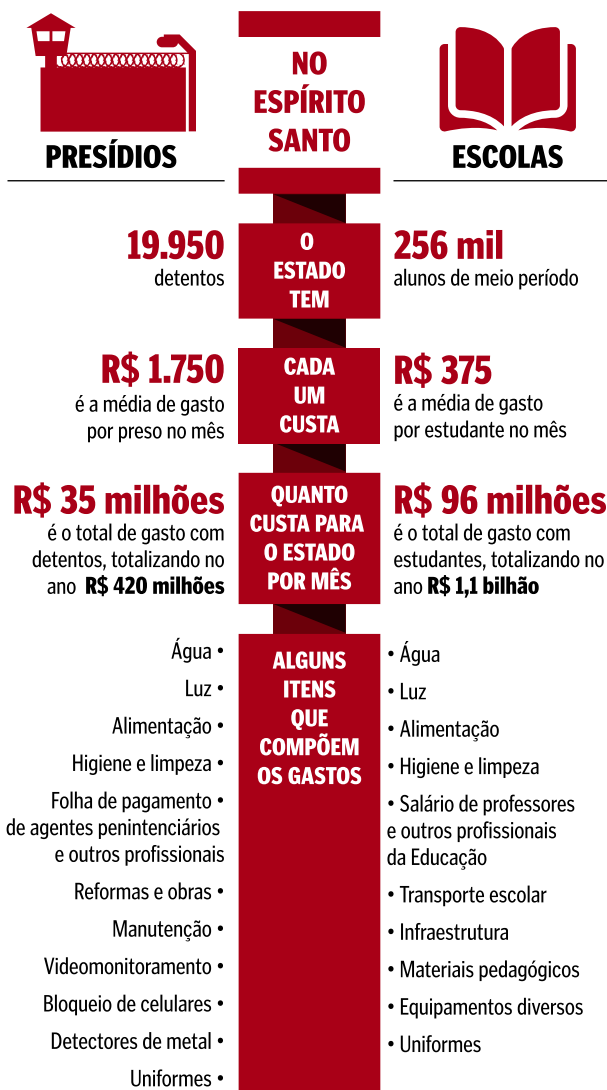 NO
ESPÍRITO
SANTO
PRESÍDIOS
ESCOLAS
19.950
detentos
O
ESTADO
TEM
256 mil
alunos de meio período
R$ 1.750
é a média de gasto
por preso no mês
CADA
UM
CUSTA
R$ 375
é a média de gasto
por estudante no mês
R$ 35 milhões
é o total de gasto com
detentos, totalizando no
ano R$ 420 milhões
QUANTO
CUSTA PARA
O ESTADO
POR MÊS
R$ 96 milhões
é o total de gasto com
estudantes, totalizando no
ano R$ 1,1 bilhão
ALGUNS
ITENS
QUE
COMPÕEM
OS GASTOS
Água •
Luz •
Alimentação •
Higiene e limpeza •
Folha de pagamento •
de agentes penintenciários
e outros profissionais
Reformas e obras •
Manutenção •
Videomonitoramento •
Bloqueio de celulares •
Detectores de metal •
Uniformes •
• Água
• Luz
• Alimentação
• Higiene e limpeza
• Salário de professores
e outros profissionais
da Educação
• Transporte escolar
• Infraestrutura
• Materiais pedagógicos
• Equipamentos diversos
• Uniformes